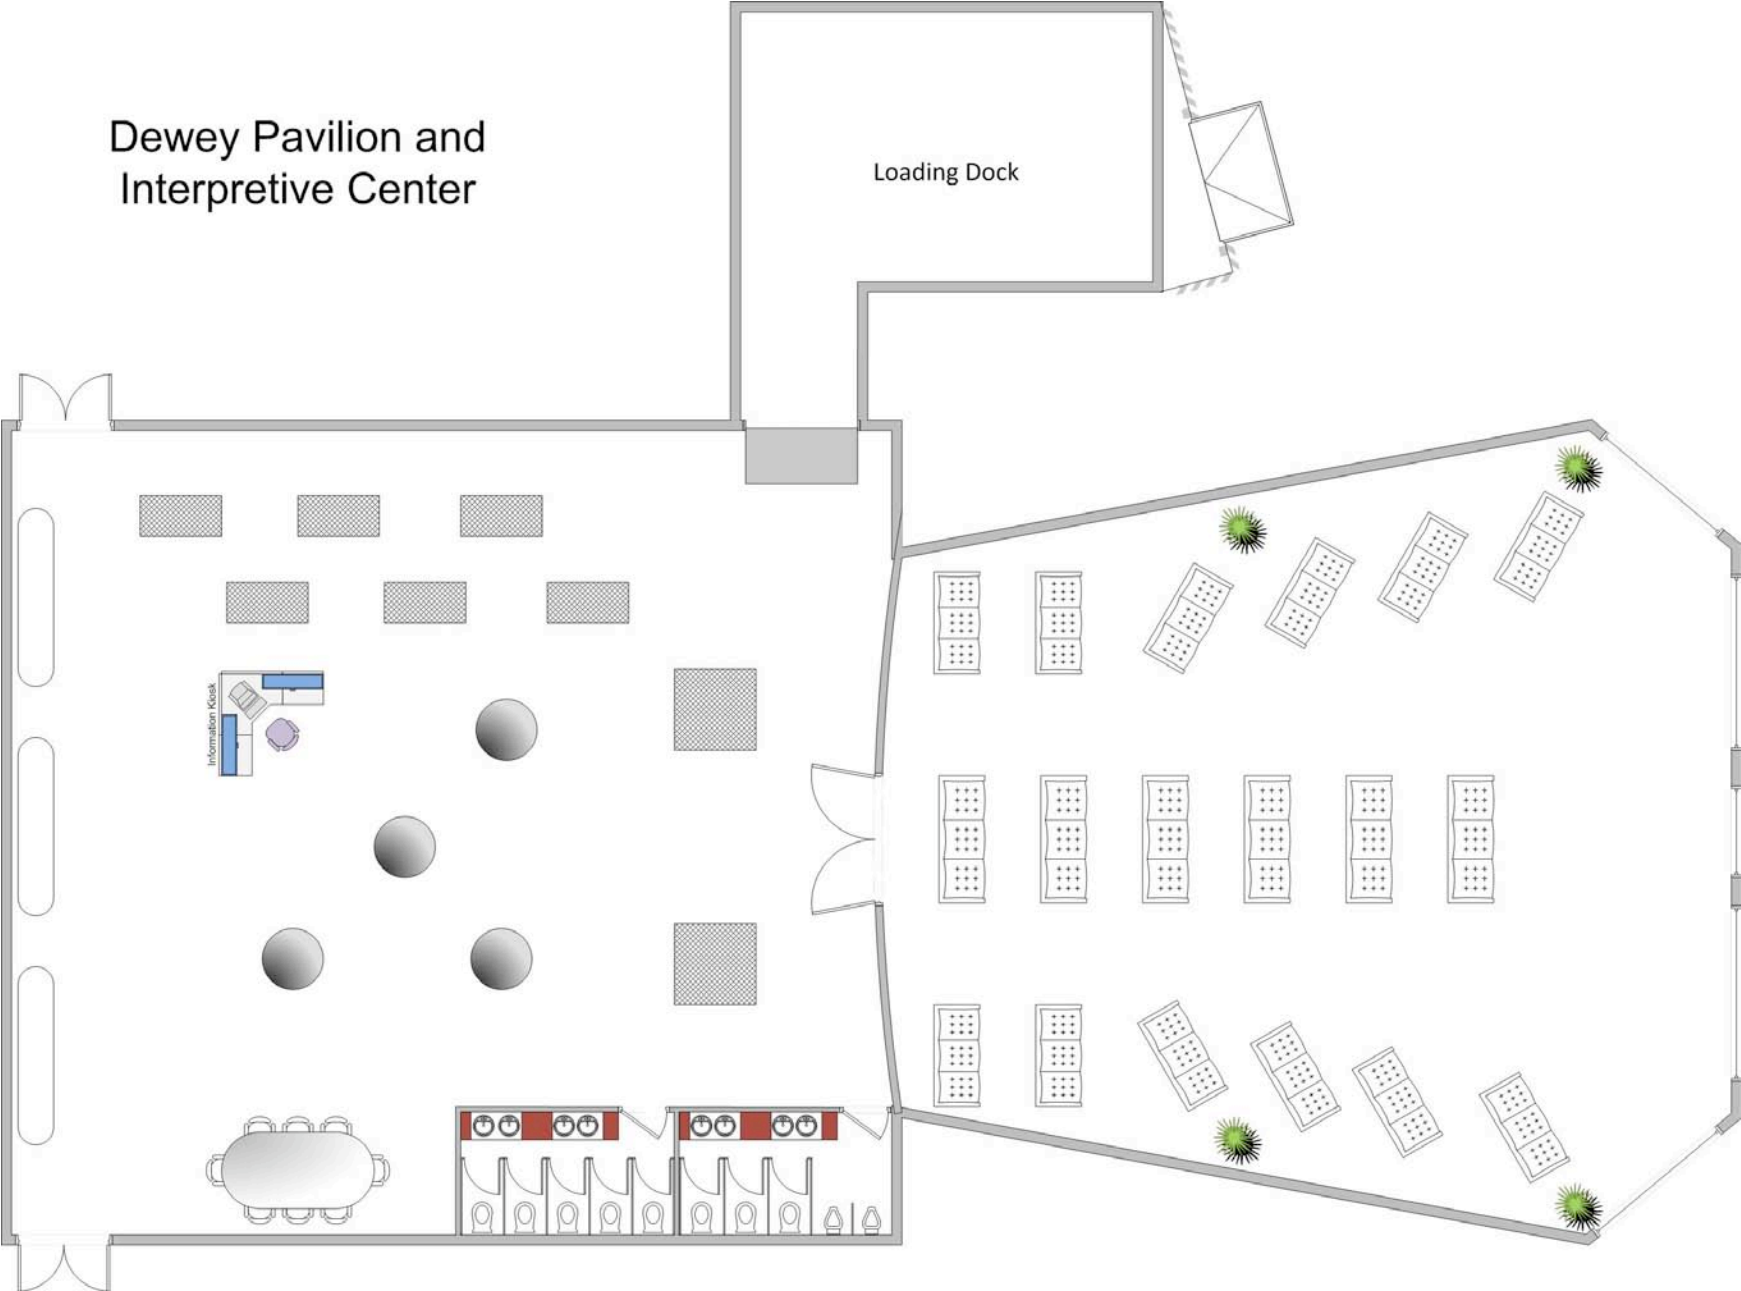 Dewey Pavilion and
Interpretive Center
Loading Dock
Information Kiosk